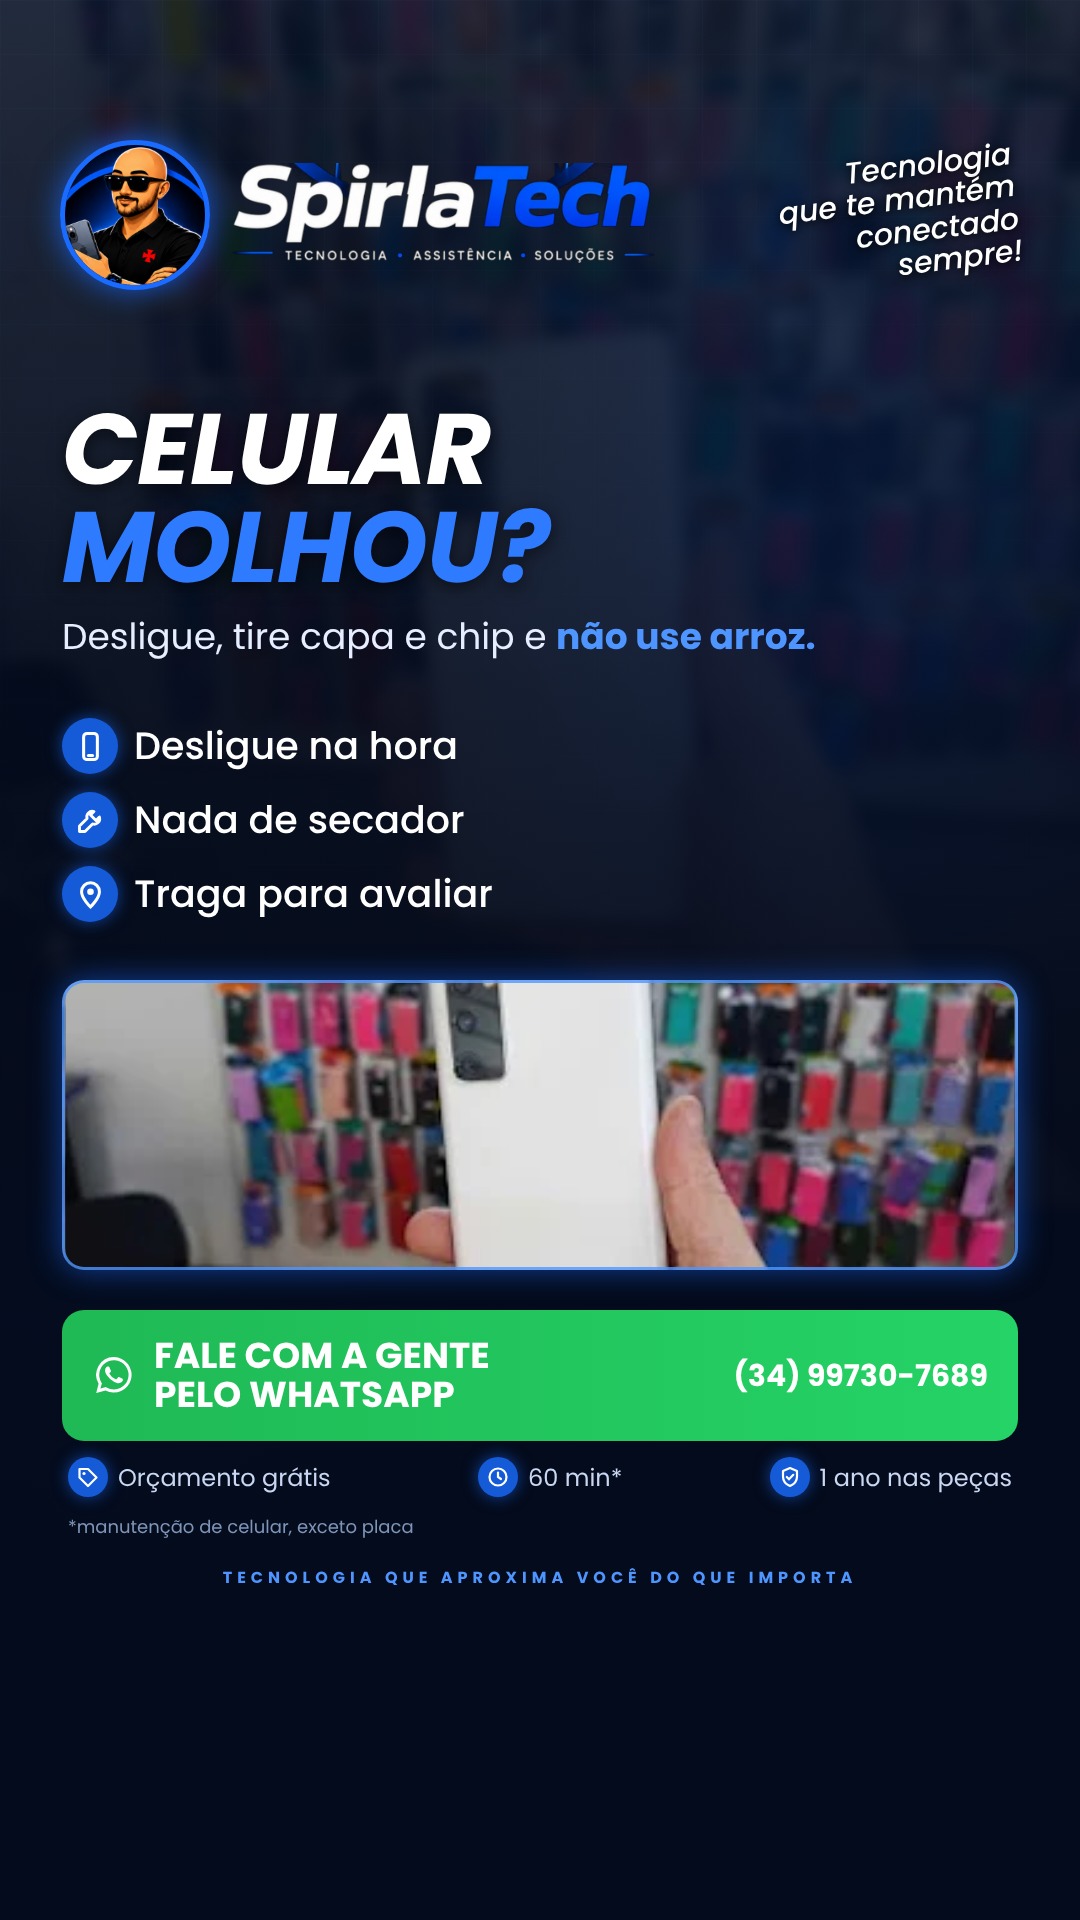 SpirlaTech
TECNOLOGIA • ASSISTÊNCIA • SOLUÇÕES
Tecnologia
que te mantém
conectado
sempre!
CELULAR
MOLHOU?
Desligue, tire capa e chip e não use arroz.
Desligue na hora
Nada de secador
Traga para avaliar
FALE COM A GENTE
PELO WHATSAPP
(34) 99730-7689
Orçamento grátis
60 min*
1 ano nas peças
*manutenção de celular, exceto placa
TECNOLOGIA QUE APROXIMA VOCÊ DO QUE IMPORTA